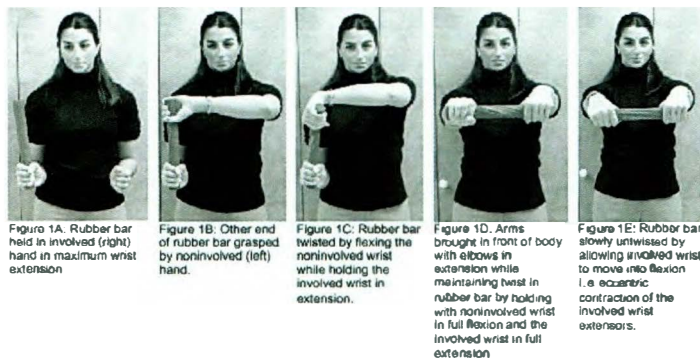 Figure 1A: Rubber bar
held in involved (right)
hand in maximum wrist
extension
Figure 1B: Other end
of rubber bar grasped
by noninvolved (left)
hand.
Figure 1C: Rubber bar
twisted by flexing the
noninvolved wrist
while holding the
involved wrist in
extension.
Figure 1D. Arms
brought in front of body
with elbows in
extension while
maintaining twist in
rubber bar by holding
with noninvolved wrist
in full flexion and the
involved wrist in full
extension
Figure 1E: Rubber bar
slowly untwisted by
allowing involved wrist
to move into flexion
i.e. eccentric
contraction of the
involved wrist
extensors.